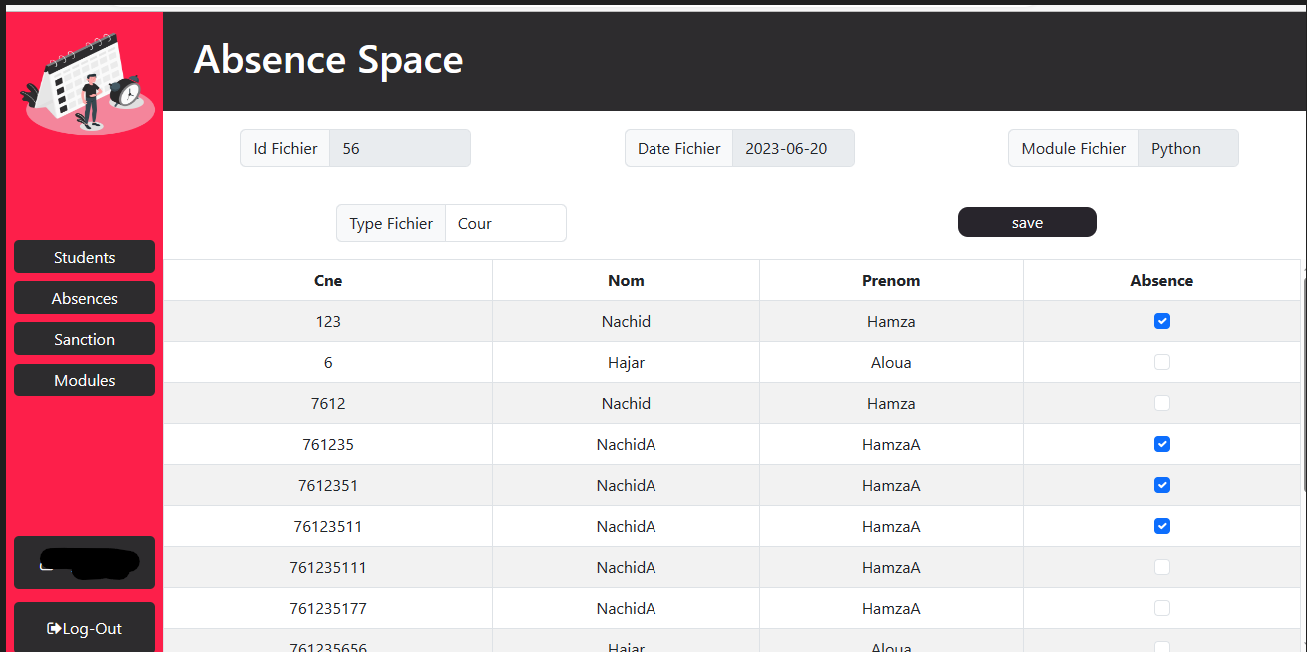 Absence Space
Id Fichier 56 Date Fichier 2023-06-20 Module Fichier Python
Type Fichier Cour save
Students
Absences
Sanction
Modules
Log-Out
Cne Nom Prenom Absence
123 Nachid Hamza
6 Hajar Aloua
7612 Nachid Hamza
761235 NachidA HamzaA
7612351 NachidA HamzaA
76123511 NachidA HamzaA
761235111 NachidA HamzaA
761235177 NachidA HamzaA
761235656 Hajar Aloua